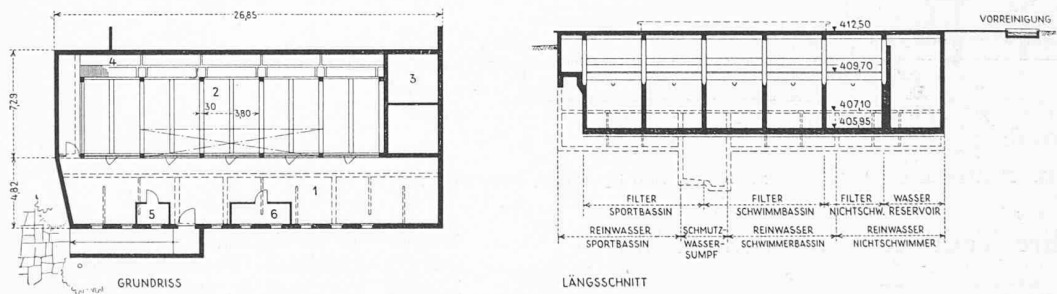 26,85
7,29
4,82
4
2
3
30
3,80
1
5
6
GRUNDRISS
412,50
VORREINIGUNG
409,70
407,10
405,95
FILTER
SPORTBASSIN
FILTER
SCHWIMMBASSIN
FILTER
NICHTSCHW.
WASSER
RESERVOIR
REINWASSER
SPORTBASSIN
SCHMUTZ
WASSER-
SUMPF
REINWASSER
SCHWIMMERBASSIN
REINWASSER
NICHTSCHWIMMER
LÄNGSSCHNITT